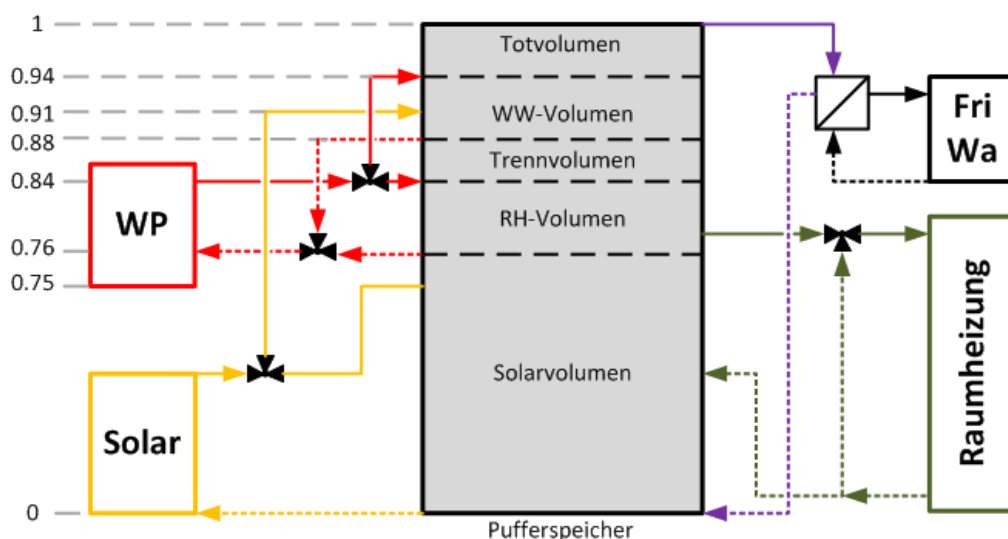 1
Totvolumen
0.94
0.91
WW-Volumen
Fri
Wa
0.88
Trennvolumen
0.84
WP
RH-Volumen
0.76
0.75
Raumheizung
Solarvolumen
Solar
0
Pufferspeicher